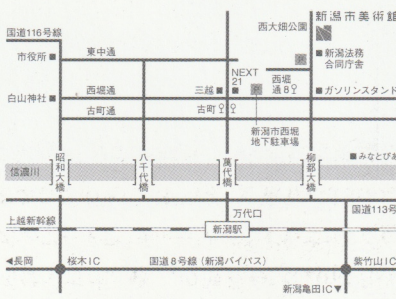 国道116号線
西大畑公園
新潟市美術館
市役所
東中通
P
新潟法務
合同庁舎
NEXT
21
西堀
通8
白山神社
西堀通
三越
P
ガソリンスタンド
古町通
古町
新潟市西堀
地下駐車場
信濃川
昭和大橋
八千代橋
萬代橋
柳都大橋
みなとぴあ
国道113号
上越新幹線
万代口
新潟駅
◀長岡
桜木IC
国道8号線（新潟バイパス）
紫竹山IC
新潟亀田IC▼